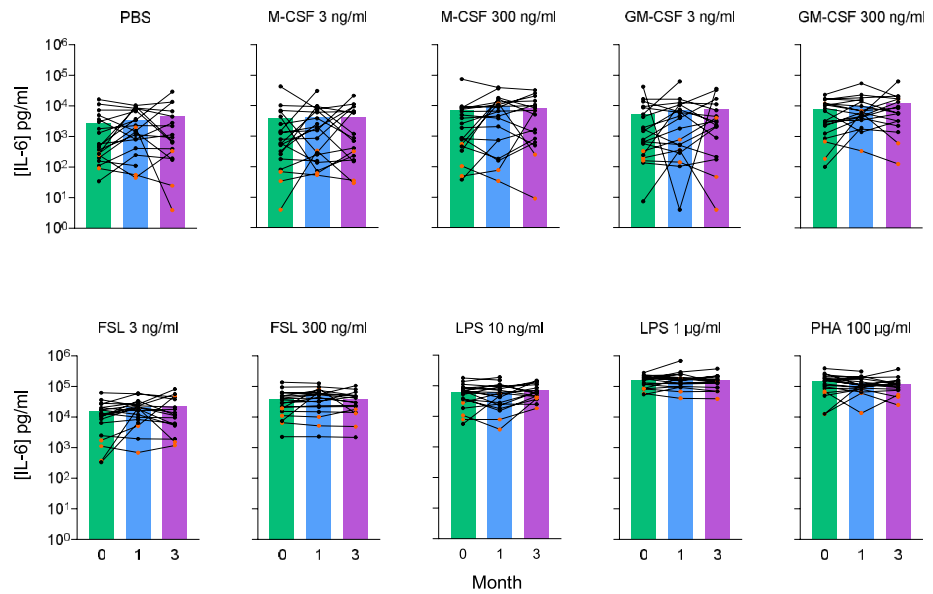 PBS
M-CSF 3 ng/ml
M-CSF 300 ng/ml
GM-CSF 3 ng/ml
GM-CSF 300 ng/ml
[IL-6] pg/ml
10⁶
10⁵
10⁴
10³
10²
10¹
10⁰
FSL 3 ng/ml
FSL 300 ng/ml
LPS 10 ng/ml
LPS 1 µg/ml
PHA 100 µg/ml
[IL-6] pg/ml
10⁶
10⁵
10⁴
10³
10²
10¹
10⁰
0 1 3 0 1 3 0 1 3 0 1 3 0 1 3
Month